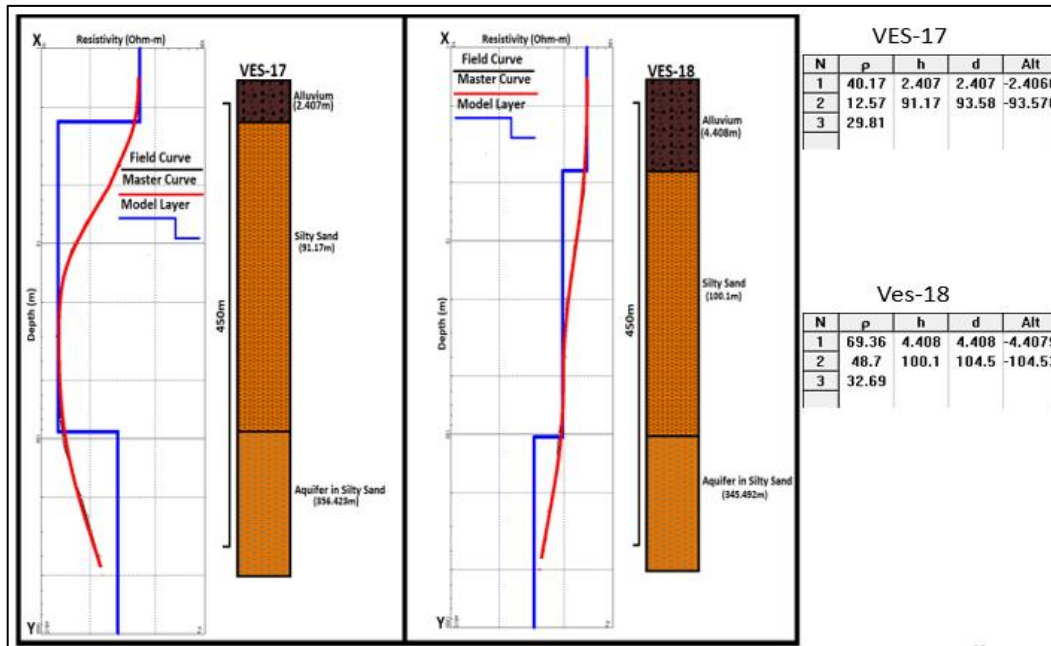 X
Resistivity (Ohm-m)
VES-17
Alluvium
(2.407m)
Field Curve
Master Curve
Model Layer
Silty Sand
(91.17m)
Depth (m)
450m
Aquifer in Silty Sand
(356.423m)
Y
X
Resistivity (Ohm-m)
Field Curve
Master Curve
Model Layer
VES-18
Alluvium
(4.408m)
Silty Sand
(100.1m)
Depth (m)
450m
Aquifer in Silty Sand
(345.492m)
Y
VES-17
N ρ h d Alt
1 40.17 2.407 2.407 -2.406
2 12.57 91.17 93.58 -93.57
3 29.81
Ves-18
N ρ h d Alt
1 69.36 4.408 4.408 -4.4079
2 48.7 100.1 104.5 -104.5
3 32.69